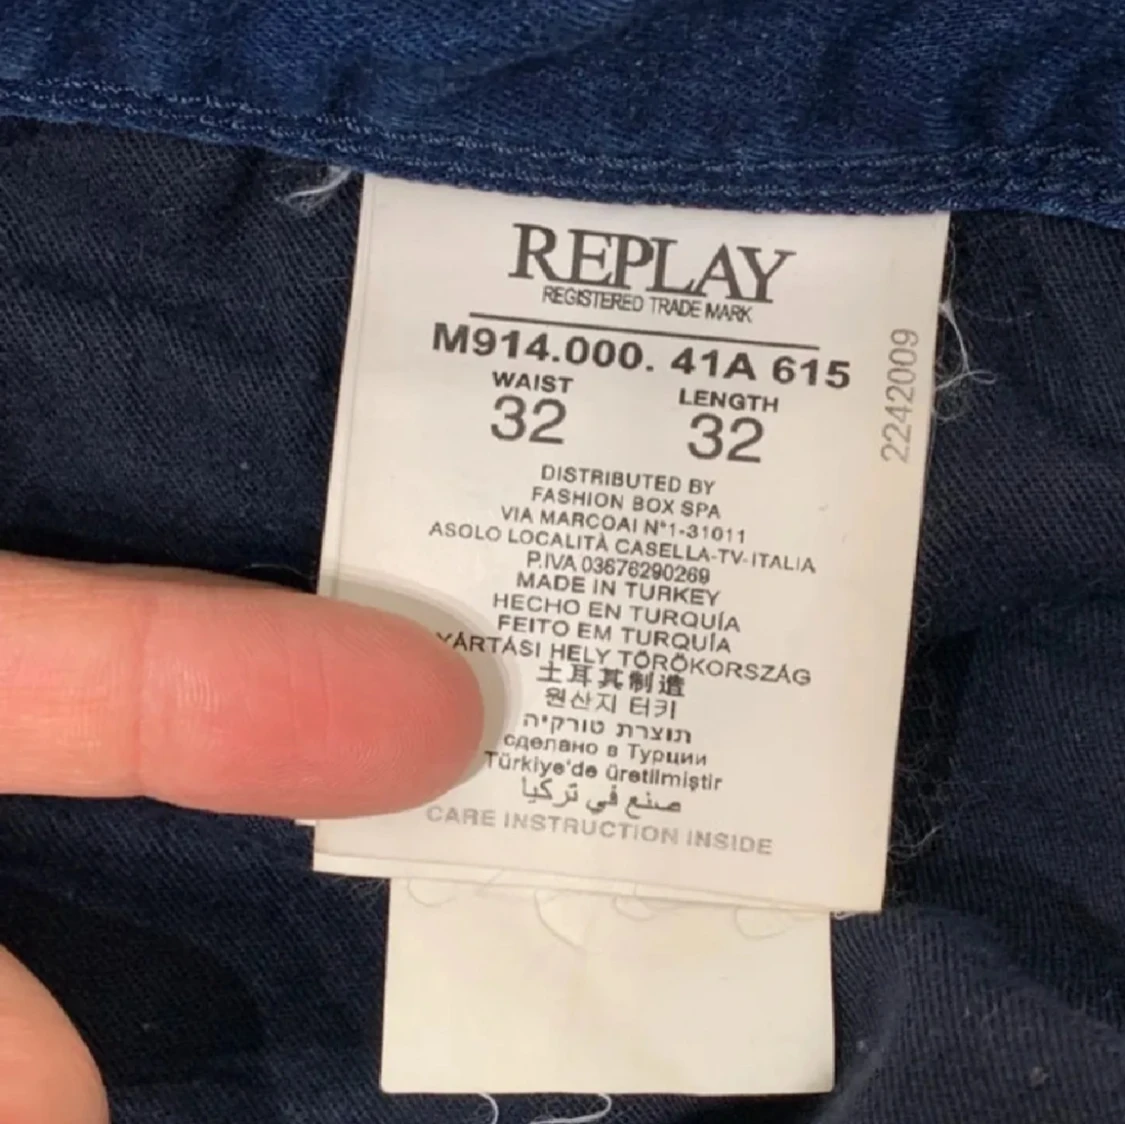 REPLAY
REGISTERED TRADE MARK
M914.000. 41A 615
WAIST LENGTH
32 32
2242009
DISTRIBUTED BY
FASHION BOX SPA
VIA MARCOAI N°1-31011
ASOLO LOCALITÀ CASELLA-TV-ITALIA
P.IVA 03676290269
MADE IN TURKEY
HECHO EN TURQUÍA
FEITO EM TURQUÍA
YÁRTÁSI HELY TÖRÖKORSZÁG
土耳其制造
원산지 터키
תוצרת טורקיה
сделано в Турции
Türkiye'de üretilmiştir
صنع في تركيا
CARE INSTRUCTION INSIDE